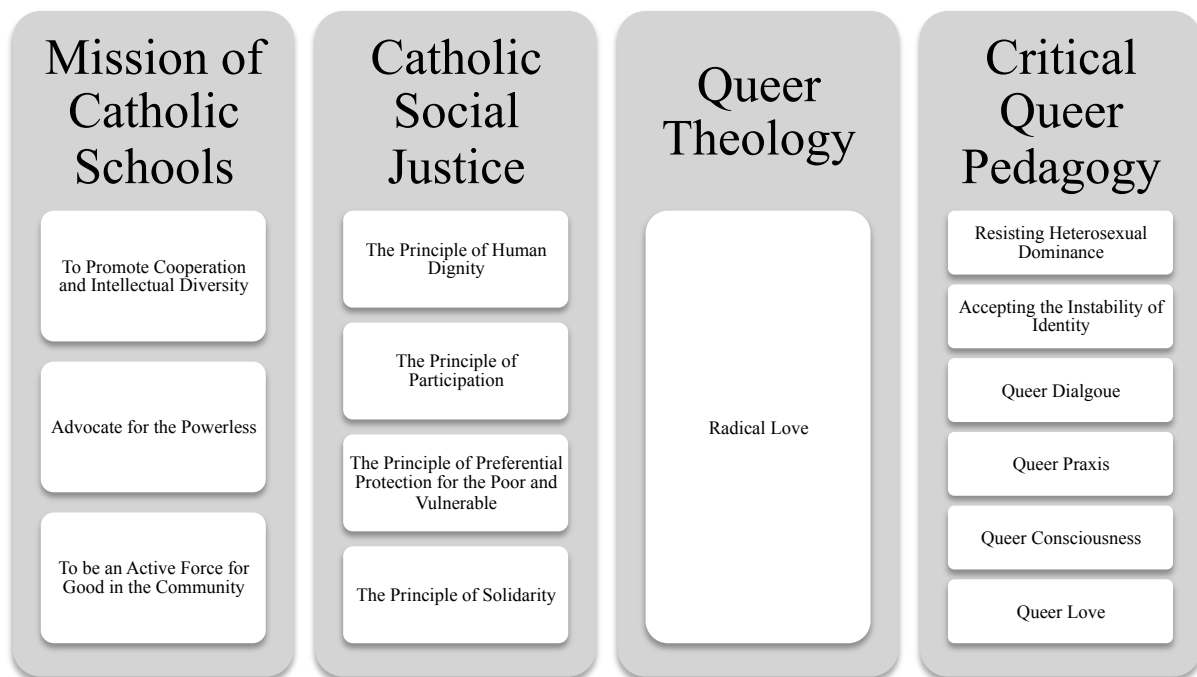 Mission of
Catholic
Schools
To Promote Cooperation
and Intellectual Diversity
Advocate for the Powerless
To be an Active Force for
Good in the Community
Catholic
Social
Justice
The Principle of Human
Dignity
The Principle of
Participation
The Principle of Preferential
Protection for the Poor and
Vulnerable
The Principle of Solidarity
Queer
Theology
Radical Love
Critical
Queer
Pedagogy
Resisting Heterosexual
Dominance
Accepting the Instability of
Identity
Queer Dialgoue
Queer Praxis
Queer Consciousness
Queer Love